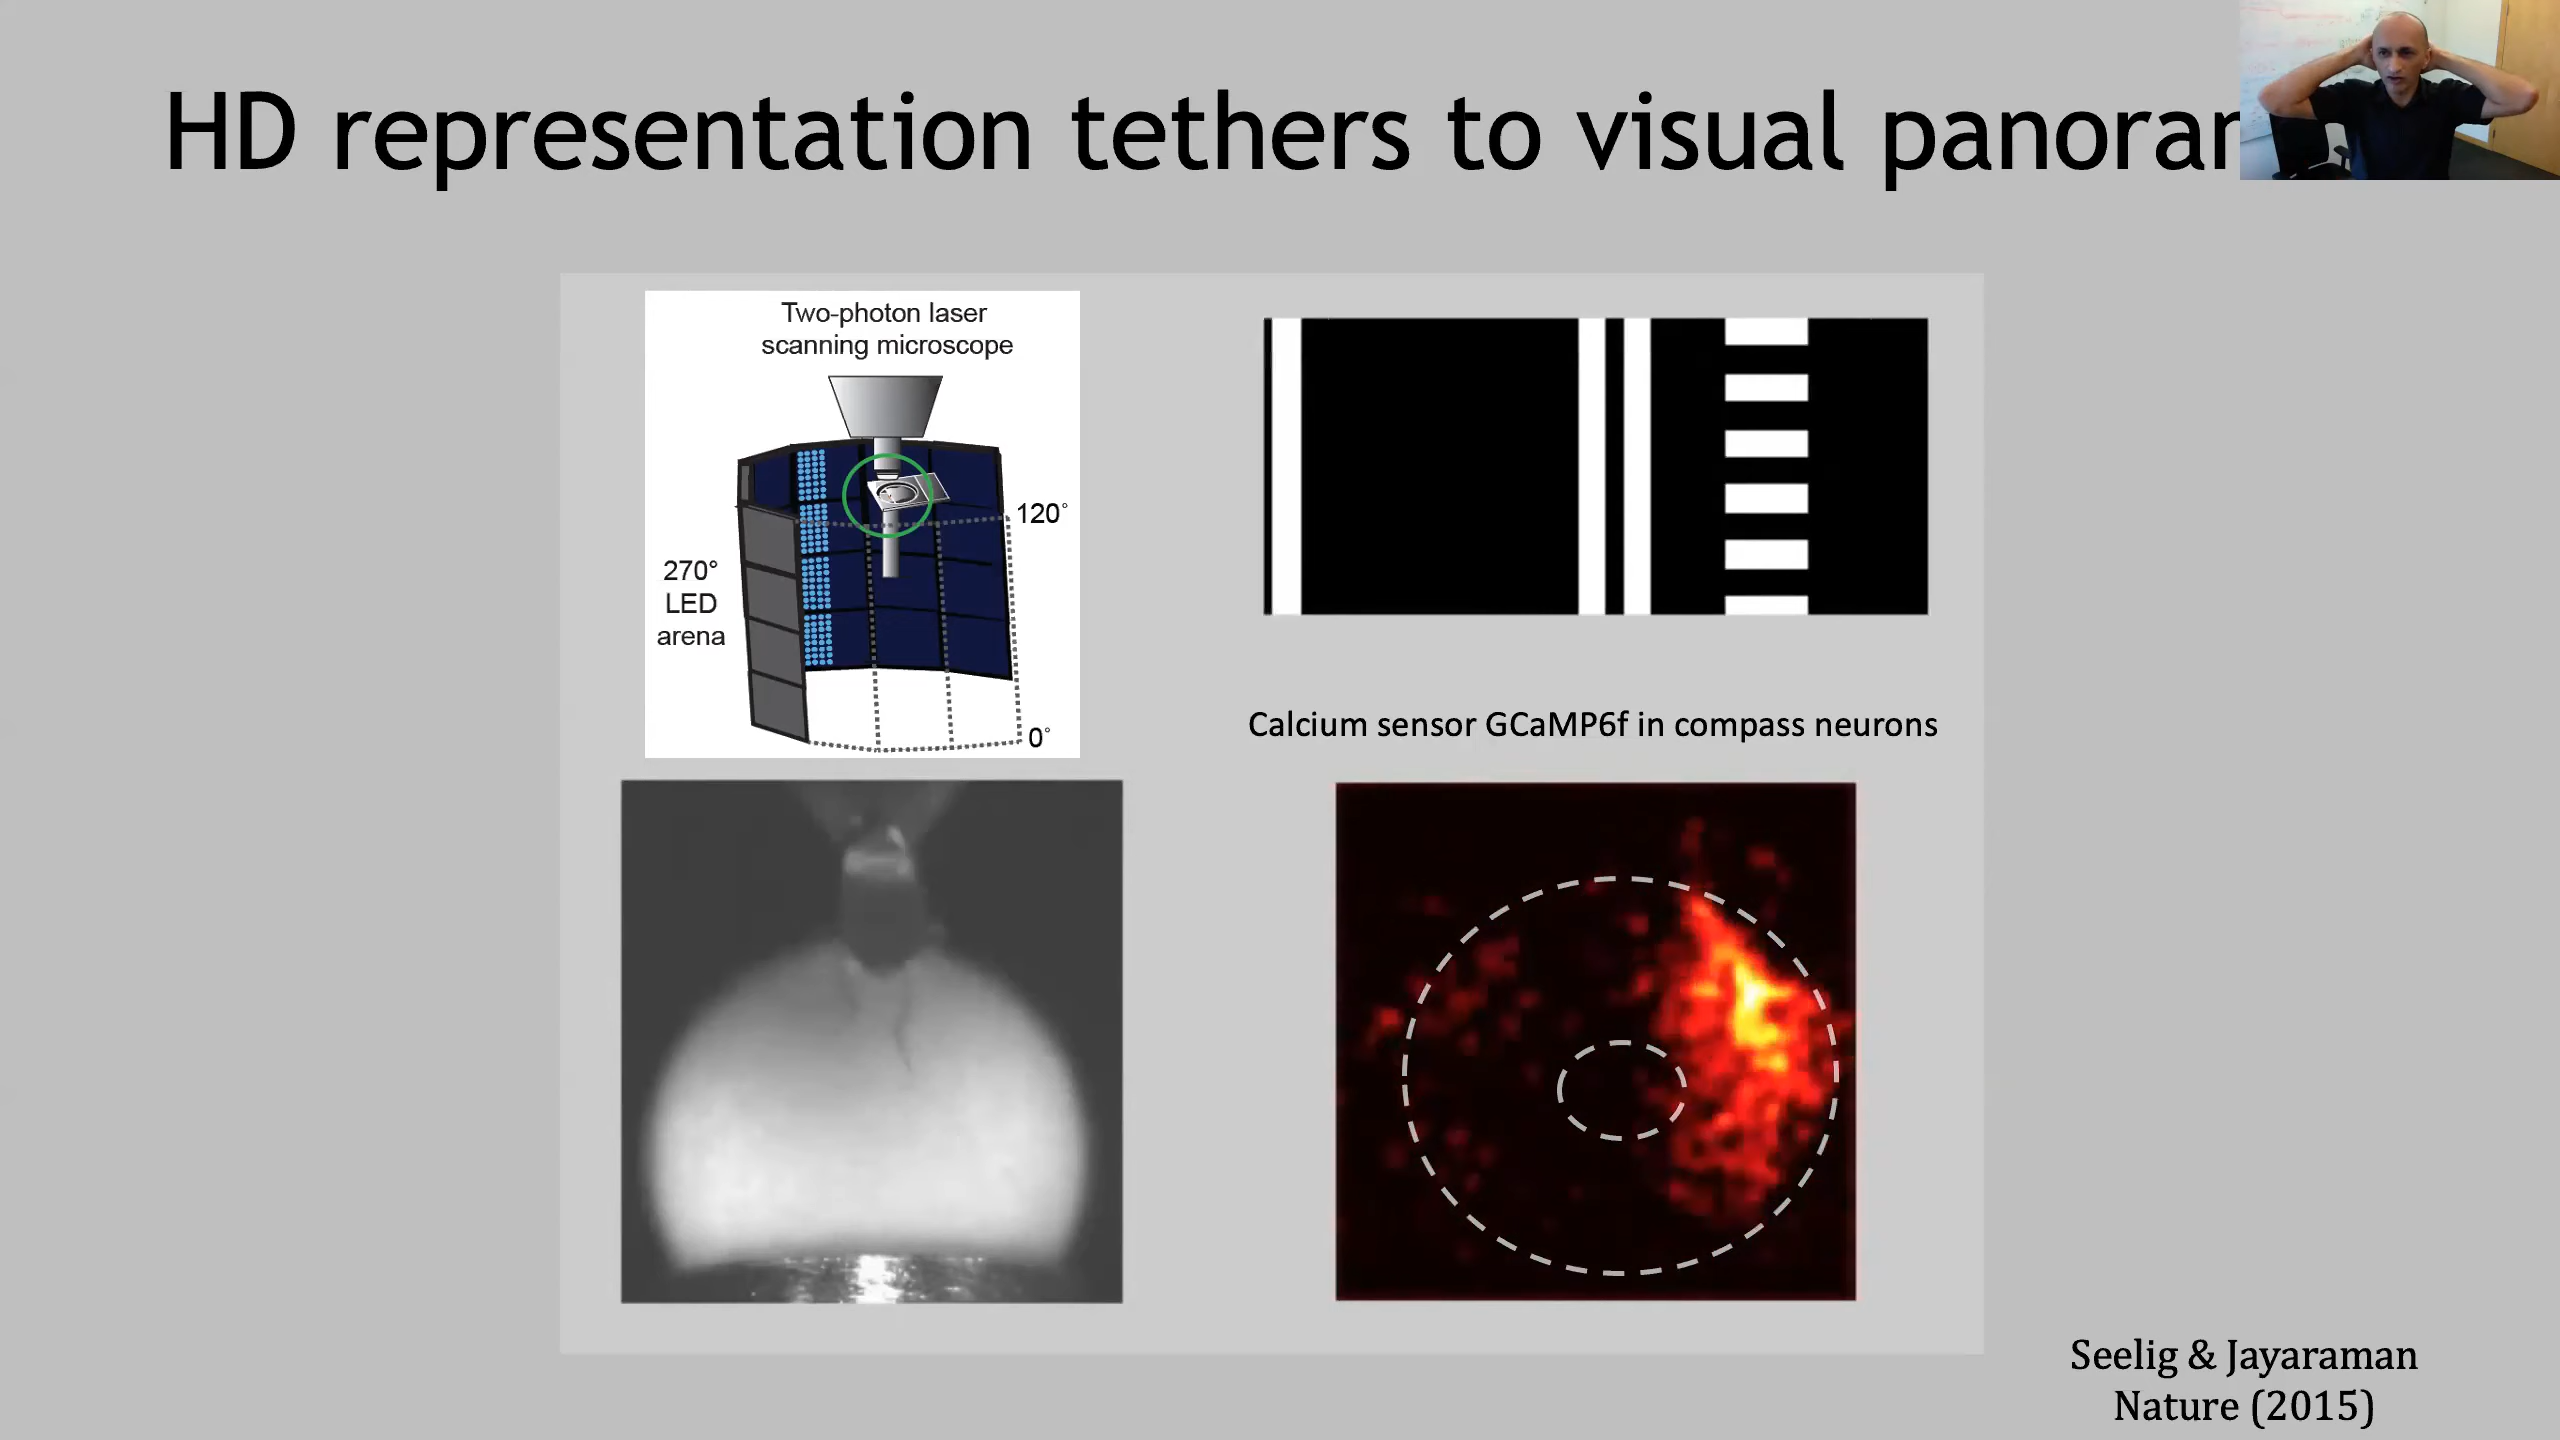 HD representation tethers to visual
Two-photon laser
scanning microscope
120°
270°
LED
arena
0°
Calcium sensor GCaMP6f in compass neurons
Seelig & Jayaraman
Nature (2015)